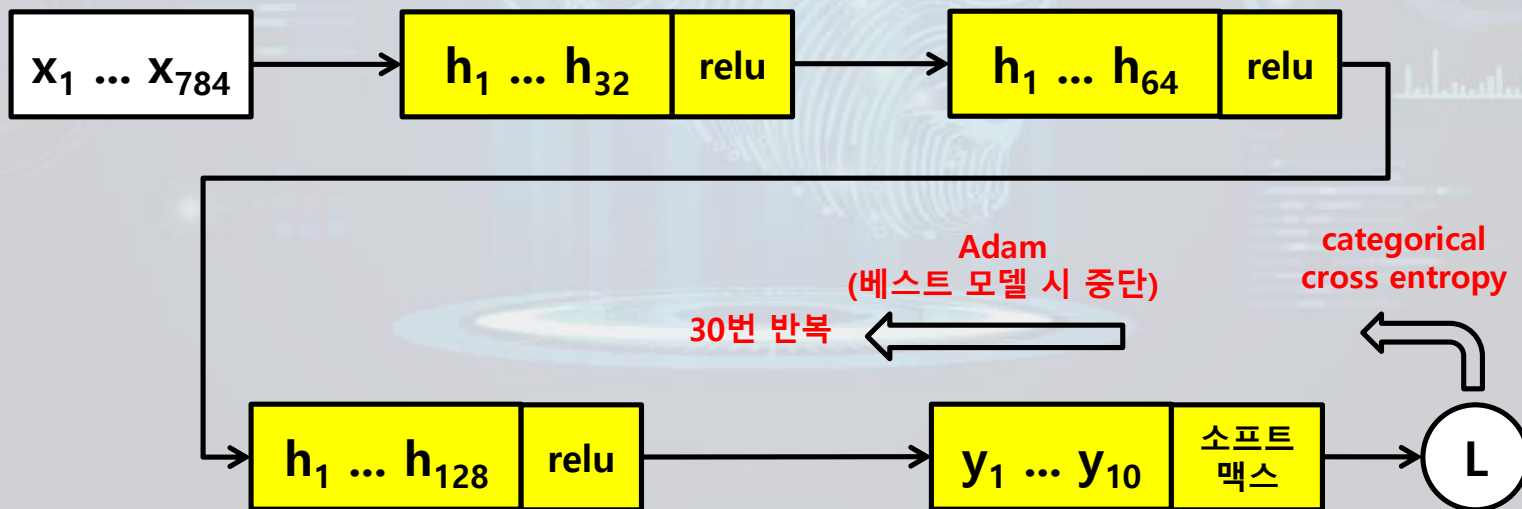 x₁ ... x₇₈₄
h₁ ... h₃₂
relu
h₁ ... h₆₄
relu
Adam
(베스트 모델 시 중단)
30번 반복
categorical
cross entropy
h₁ ... h₁₂₈
relu
y₁ ... y₁₀
소프트
맥스
L